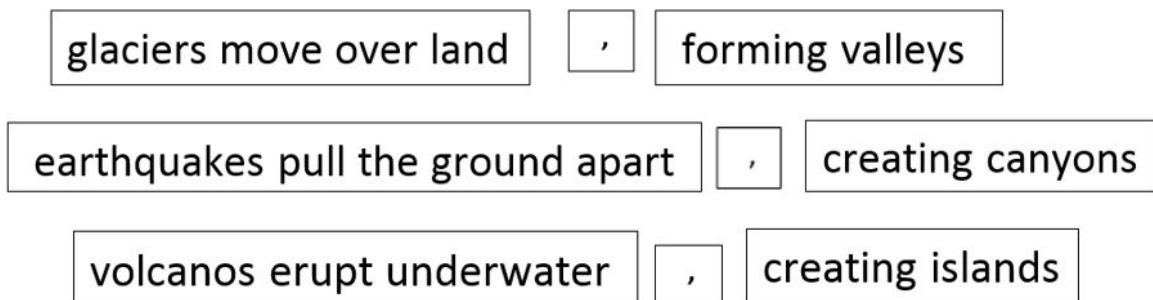 glaciers move over land , forming valleys
earthquakes pull the ground apart , creating canyons
volcanos erupt underwater , creating islands